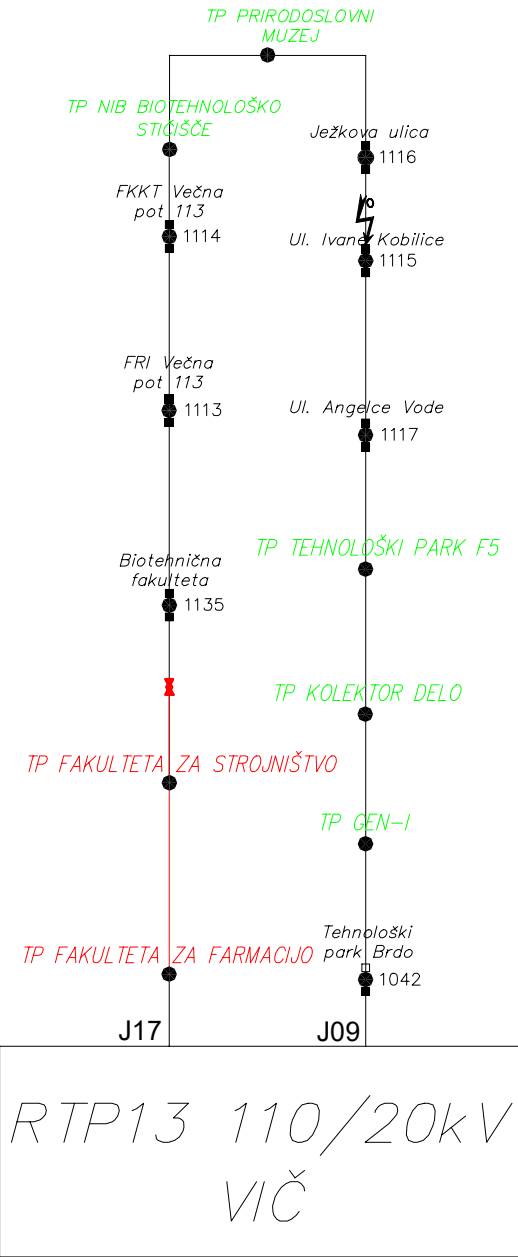 TP PRIRODOSLOVNI
MUZEJ
TP NIB BIOTEHNOLOŠKO
STIČIŠČE
Ježkova ulica
1116
FKKT Večna
pot 113
1114
Ul. Ivane Kobilice
1115
FRI Večna
pot 113
1113
Ul. Angelce Vode
1117
TP TEHNOLOŠKI PARK F5
Biotehnična
fakulteta
1135
TP KOLEKTOR DELO
TP FAKULTETA ZA STROJNIŠTVO
TP GEN-I
TP FAKULTETA ZA FARMACIJO
Tehnološki
park Brdo
1042
J17
J09
RTP13 110/20kV
VIČ